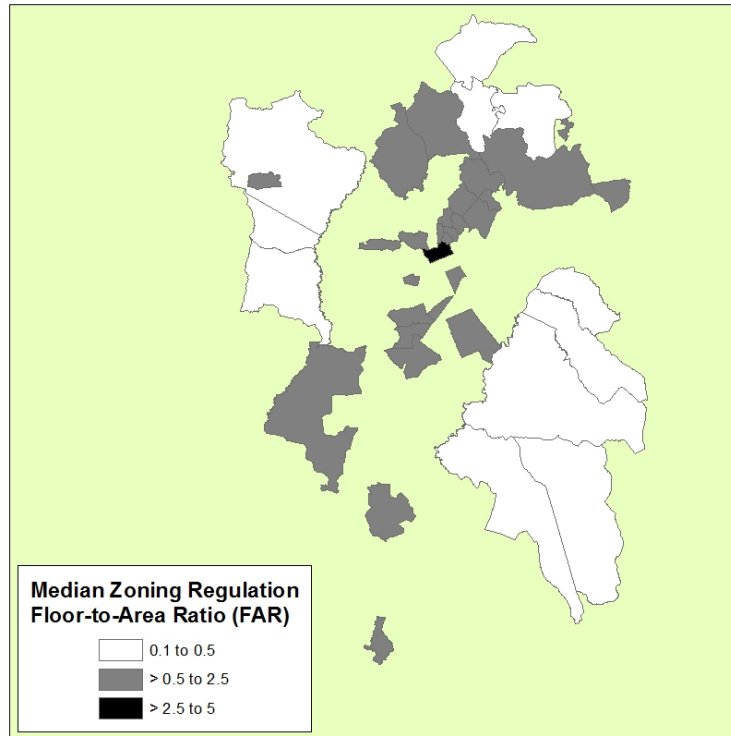 Median Zoning Regulation
Floor-to-Area Ratio (FAR)
0.1 to 0.5
> 0.5 to 2.5
> 2.5 to 5